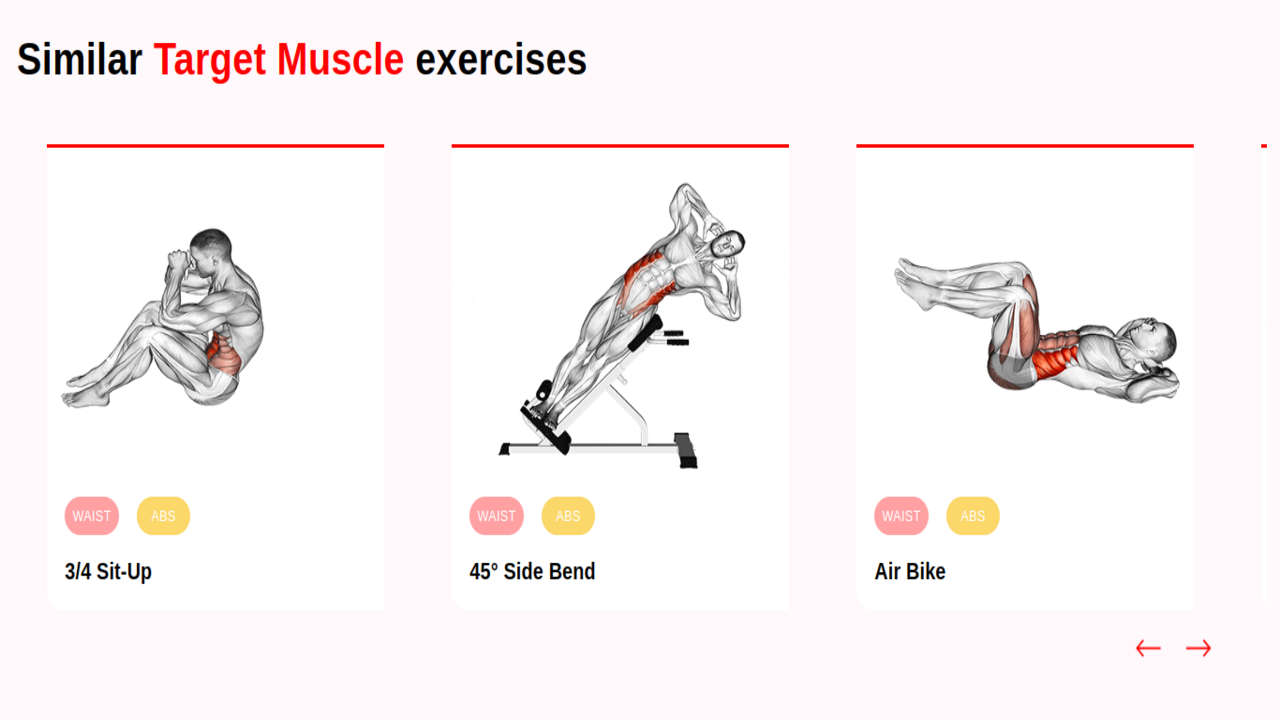 Similar Target Muscle exercises
WAIST ABS
3/4 Sit-Up
WAIST ABS
45° Side Bend
WAIST ABS
Air Bike